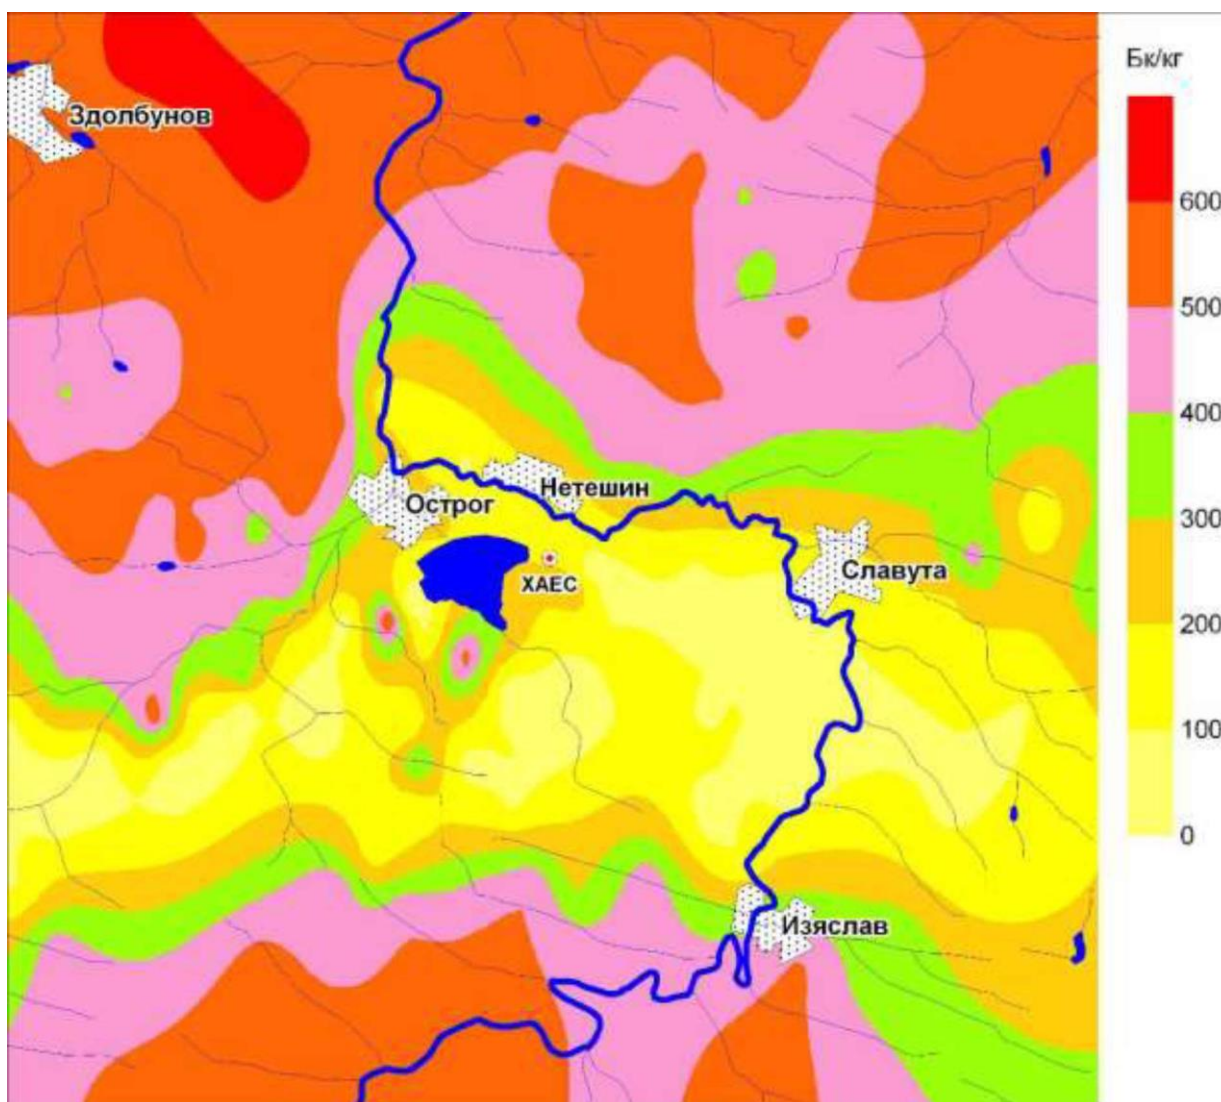 Бк/кг
Здолбунов
600
500
400
Нетешин
Острог
300
ХАЕС
Славута
200
100
0
Изяслав